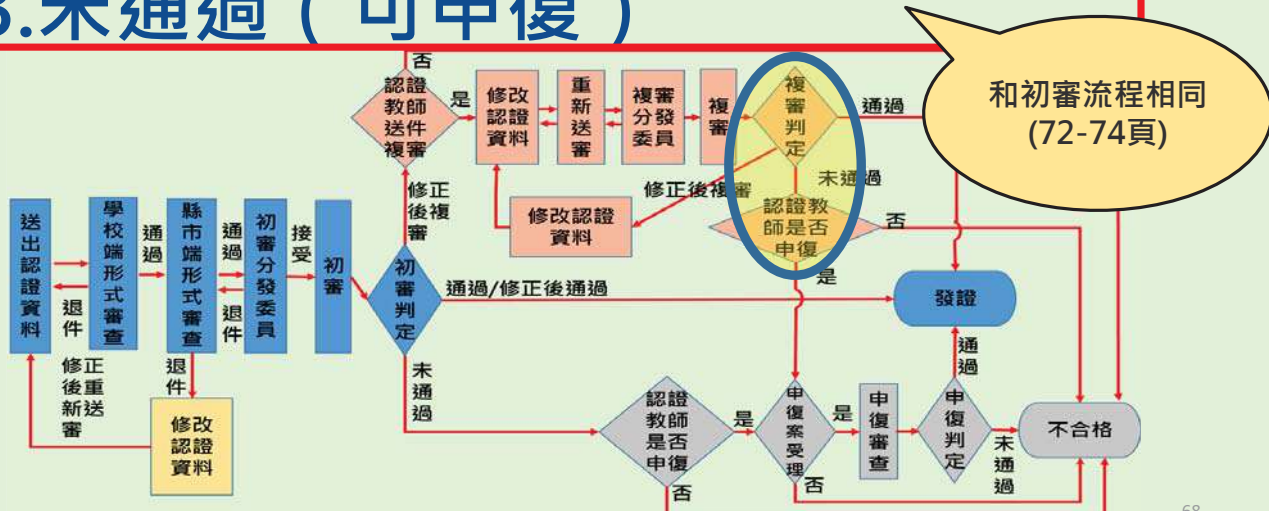 3.未通過（可申復）
和初審流程相同
(72-74頁)
否
認證教師送件複審
是
修改認證資料
重新送審
複審分發委員
複審
複審判定
通過
未通過
修正後複審
修改認證資料
認證教師是否申復
否
是
修正後複審
送出認證資料
學校端形式審查
通過
退件
縣市端形式審查
通過
退件
初審分發委員
接受
初審
初審判定
通過/修正後通過
發證
修正後重新送審
退件
修改認證資料
未通過
認證教師是否申復
是
否
申復案受理
是
否
申復審查
申復判定
通過
未通過
不合格
68